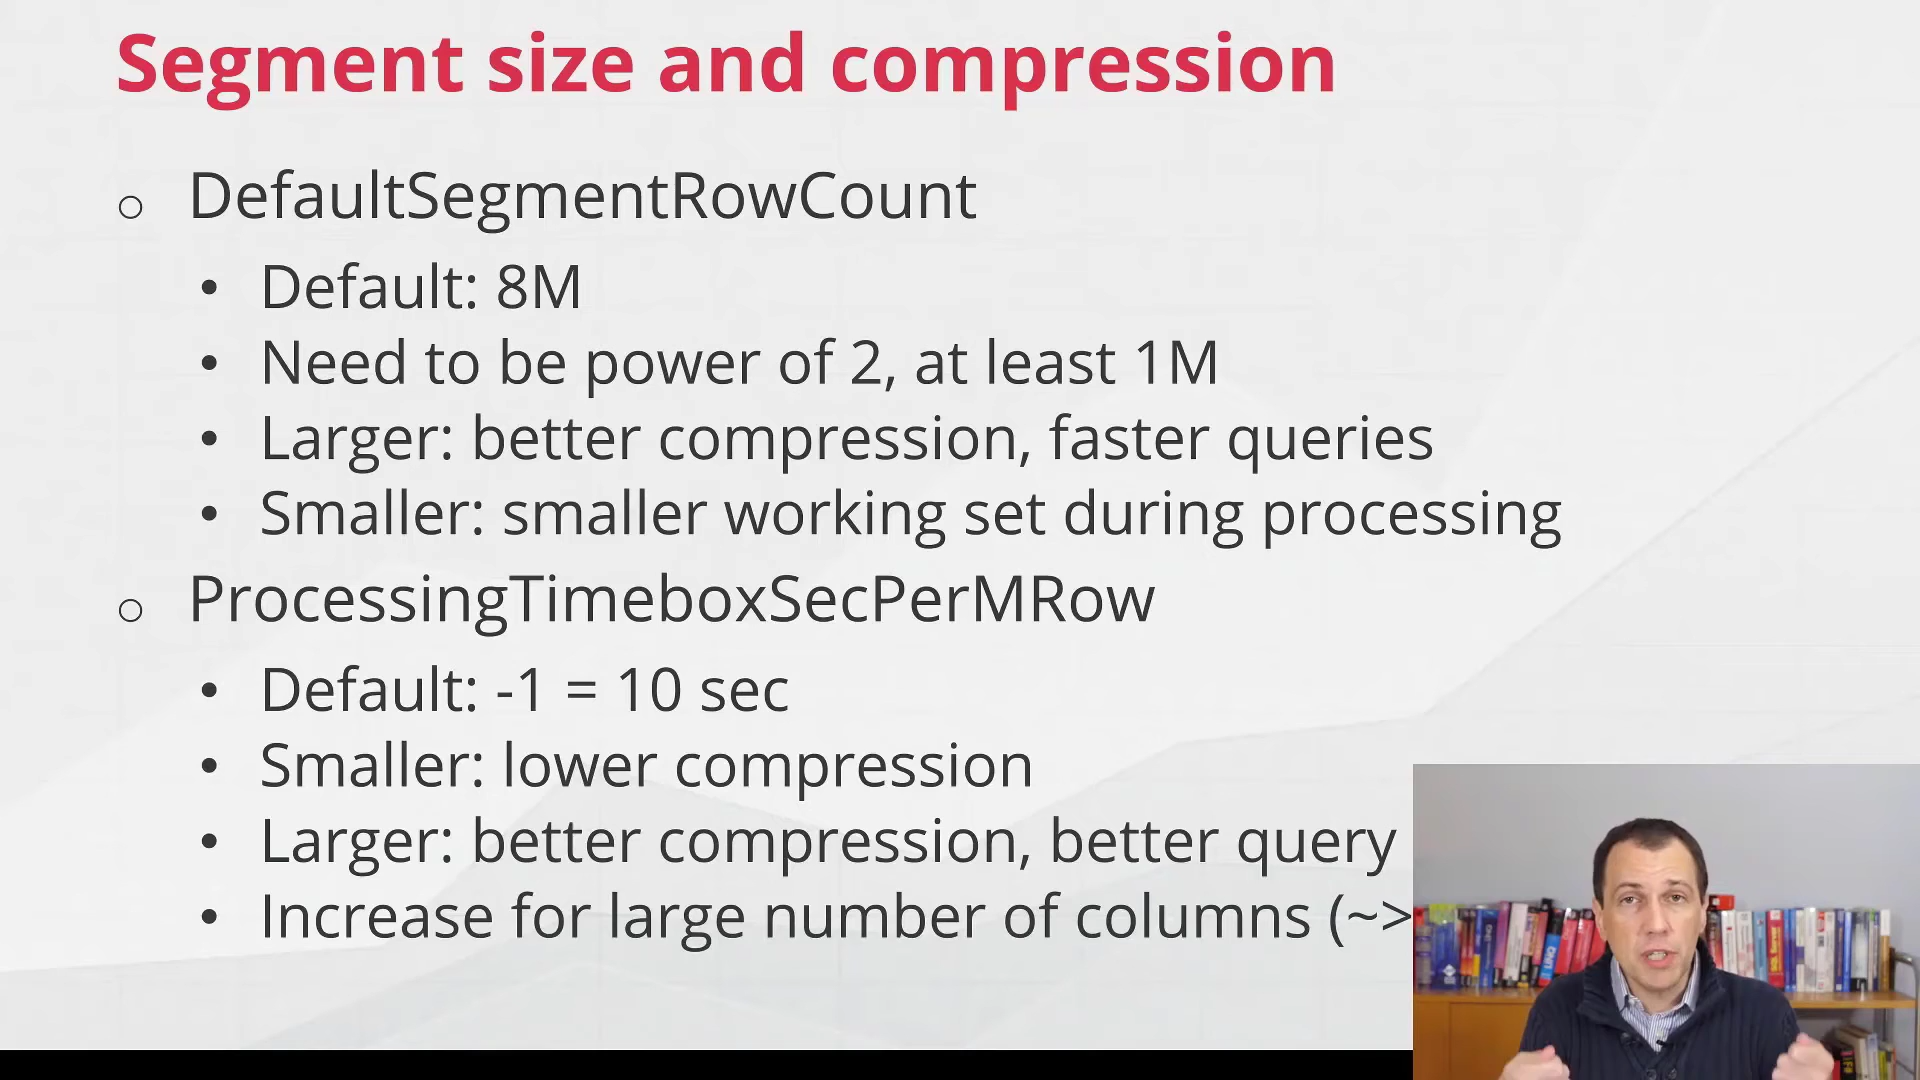 Segment size and compression
○ DefaultSegmentRowCount
• Default: 8M
• Need to be power of 2, at least 1M
• Larger: better compression, faster queries
• Smaller: smaller working set during processing
○ ProcessingTimeboxSecPerMRow
• Default: -1 = 10 sec
• Smaller: lower compression
• Larger: better compression, better query
• Increase for large number of columns (~>